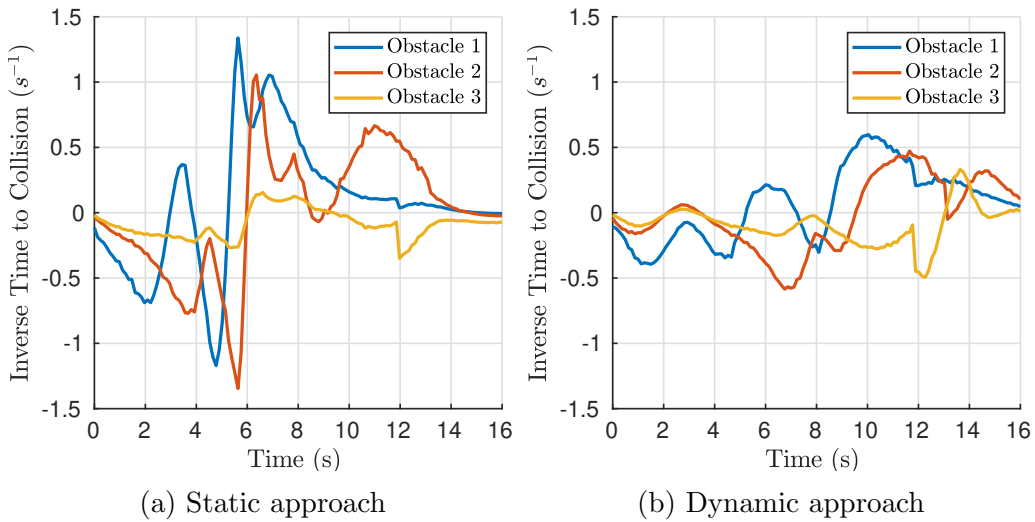 1.5
1
0.5
0
-0.5
-1
-1.5
Inverse Time to Collision (s⁻¹)
Obstacle 1
Obstacle 2
Obstacle 3
0 2 4 6 8 10 12 14 16
Time (s)
(a) Static approach
1.5
1
0.5
0
-0.5
-1
-1.5
Inverse Time to Collision (s⁻¹)
Obstacle 1
Obstacle 2
Obstacle 3
0 2 4 6 8 10 12 14 16
Time (s)
(b) Dynamic approach